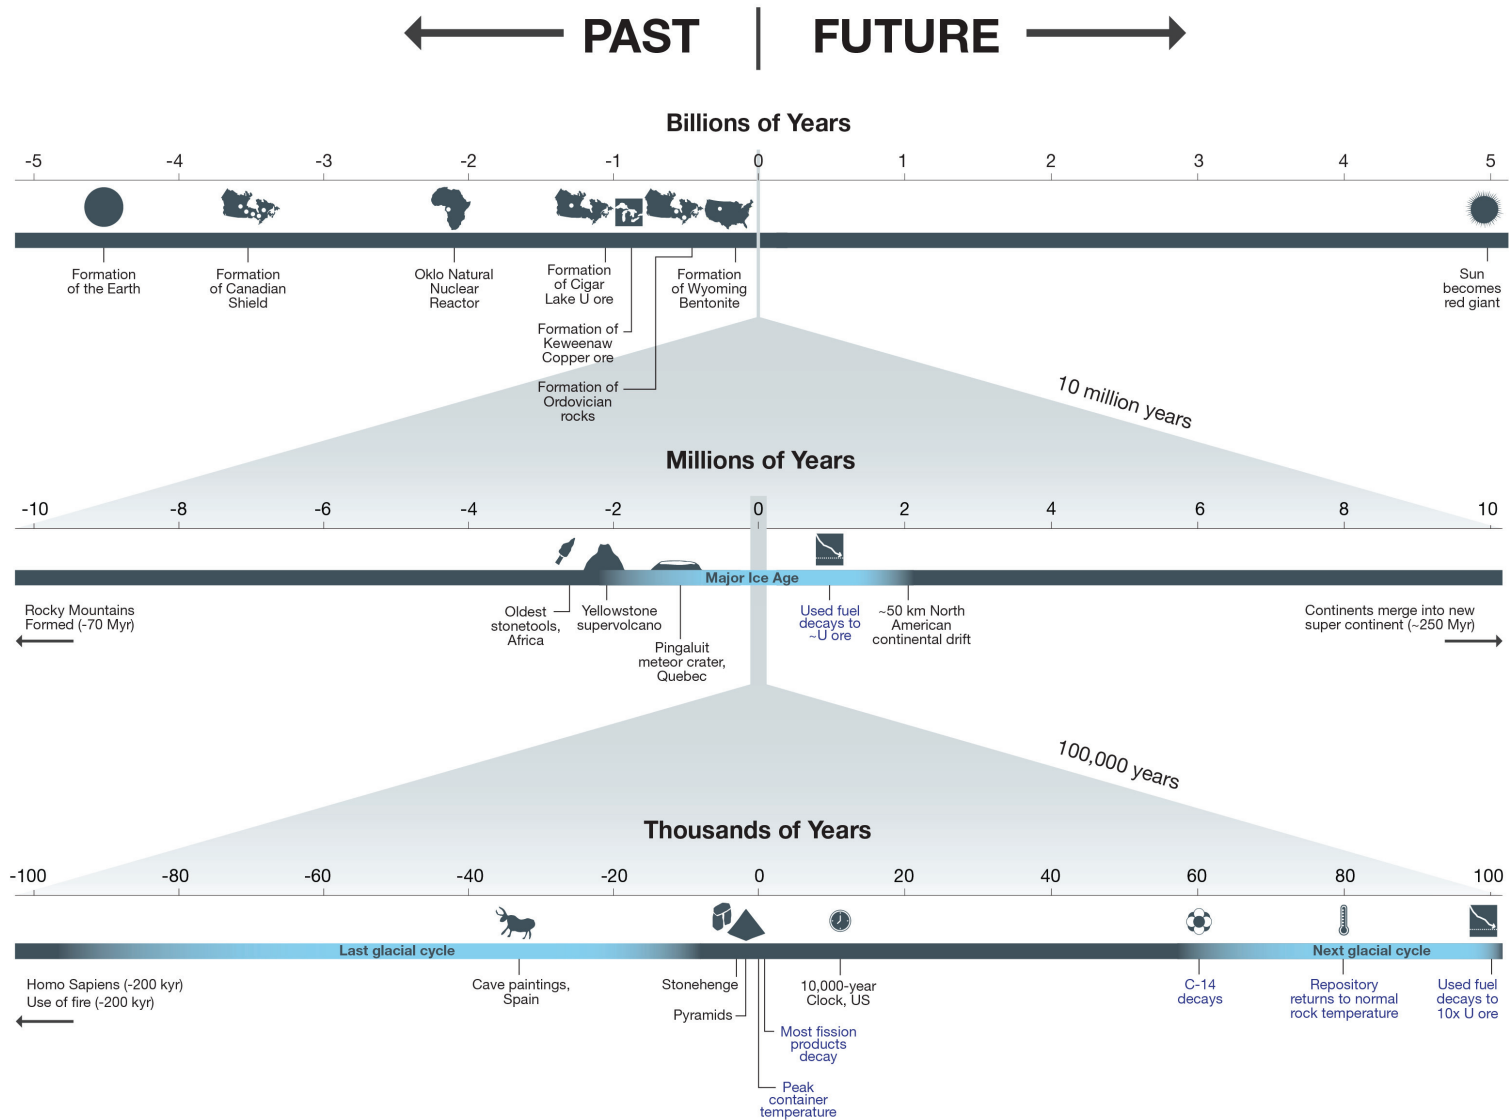 PAST
FUTURE
Billions of Years
-5 -4 -3 -2 -1 0 1 2 3 4 5
Formation
of the Earth
Formation
of Canadian
Shield
Oklo Natural
Nuclear
Reactor
Formation
of Cigar
Lake U ore
Formation of
Keweenaw
Copper ore
Formation of
Ordovician
rocks
Formation
of Wyoming
Bentonite
Sun
becomes
red giant
10 million years
Millions of Years
-10 -8 -6 -4 -2 0 2 4 6 8 10
Major Ice Age
Rocky Mountains
Formed (-70 Myr)
Oldest
stonetools,
Africa
Yellowstone
supervolcano
Pingaluit
meteor crater,
Quebec
Used fuel
decays to
~U ore
~50 km North
American
continental drift
Continents merge into new
super continent (~250 Myr)
100,000 years
Thousands of Years
-100 -80 -60 -40 -20 0 20 40 60 80 100
Last glacial cycle
Next glacial cycle
Homo Sapiens (-200 kyr)
Use of fire (-200 kyr)
Cave paintings,
Spain
Stonehenge
Pyramids
10,000-year
Clock, US
Most fission
products
decay
Peak
container
temperature
C-14
decays
Repository
returns to normal
rock temperature
Used fuel
decays to
10x U ore